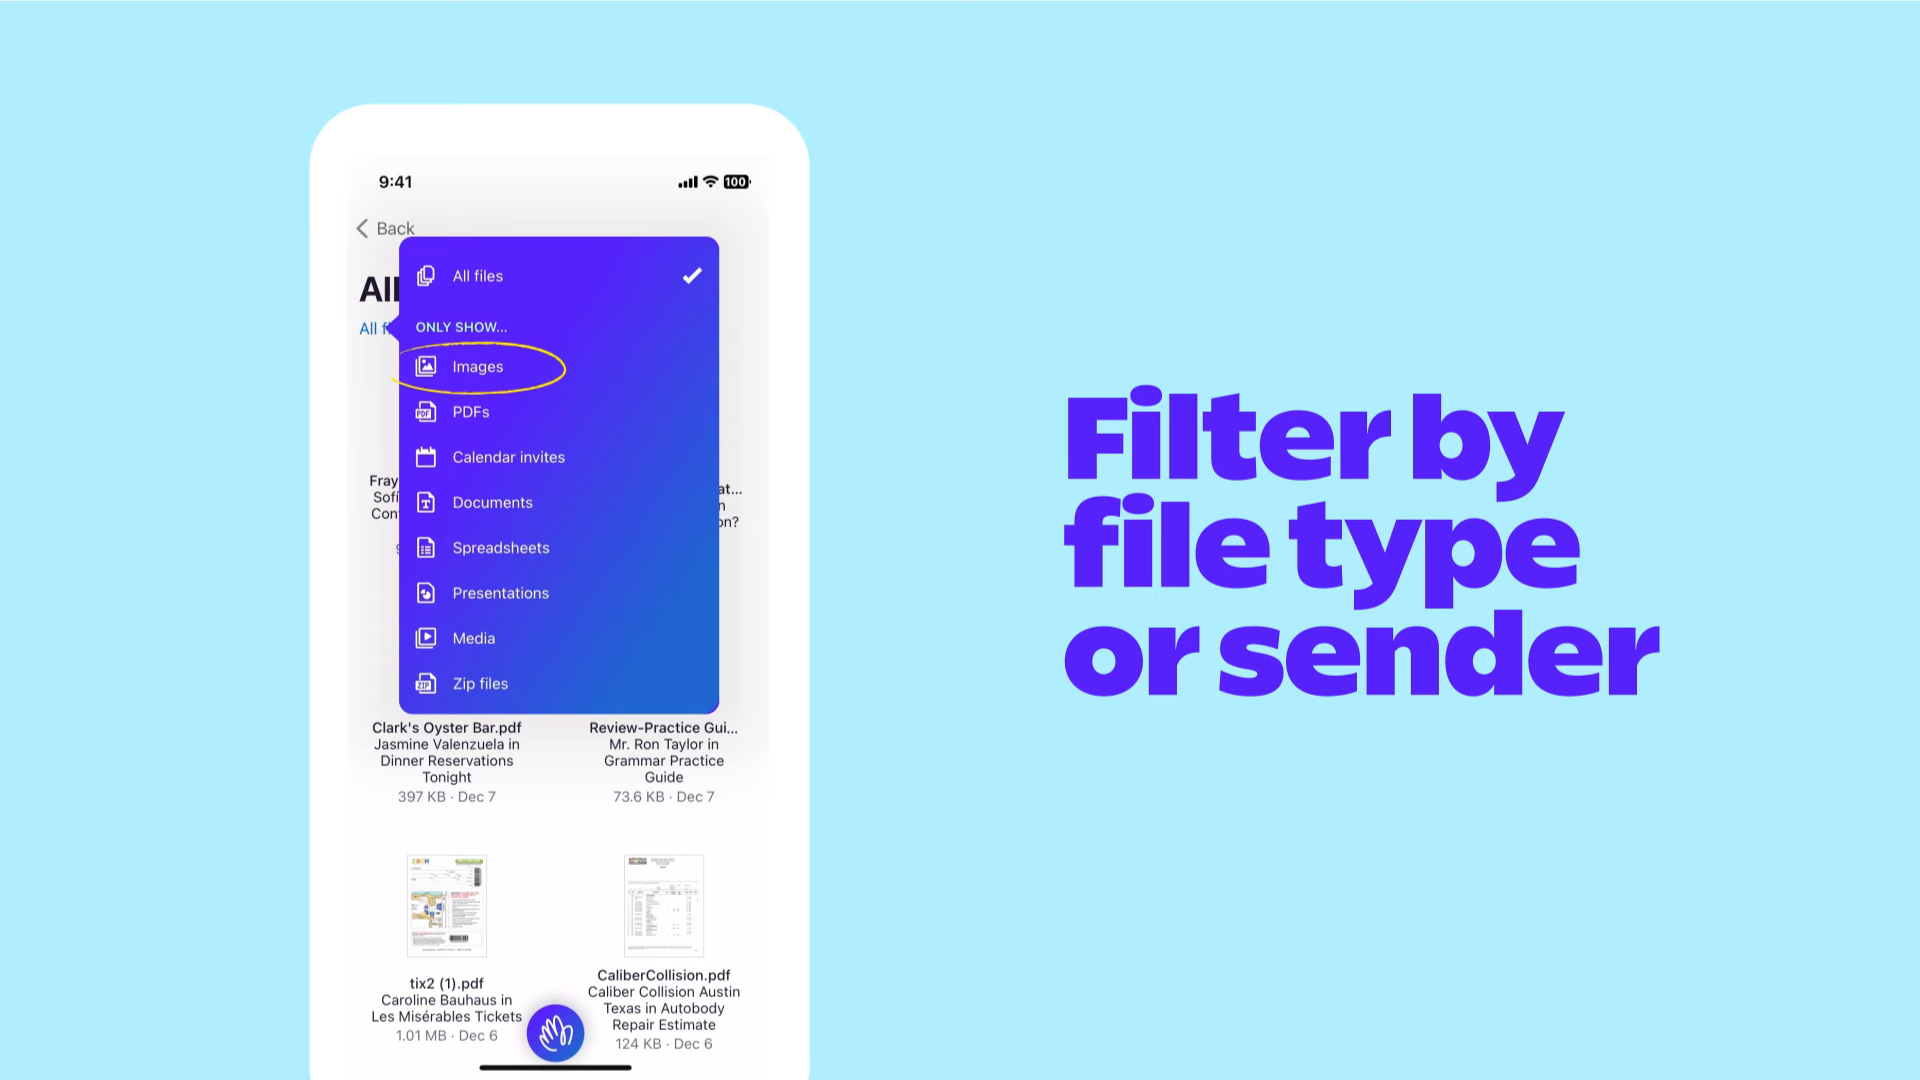 9:41
100
Back
All
All fi
All files
ONLY SHOW...
Images
PDF
PDFs
Calendar invites
Documents
Spreadsheets
Presentations
Media
ZIP
Zip files
Fray
Sofí
Con
at...
n
on?
Clark's Oyster Bar.pdf
Jasmine Valenzuela in
Dinner Reservations
Tonight
397 KB · Dec 7
Review-Practice Gui...
Mr. Ron Taylor in
Grammar Practice
Guide
73.6 KB · Dec 7
tix2 (1).pdf
Caroline Bauhaus in
Les Misérables Tickets
1.01 MB · Dec 6
CaliberCollision.pdf
Caliber Collision Austin
Texas in Autobody
Repair Estimate
124 KB · Dec 6
Filter by
file type
or sender